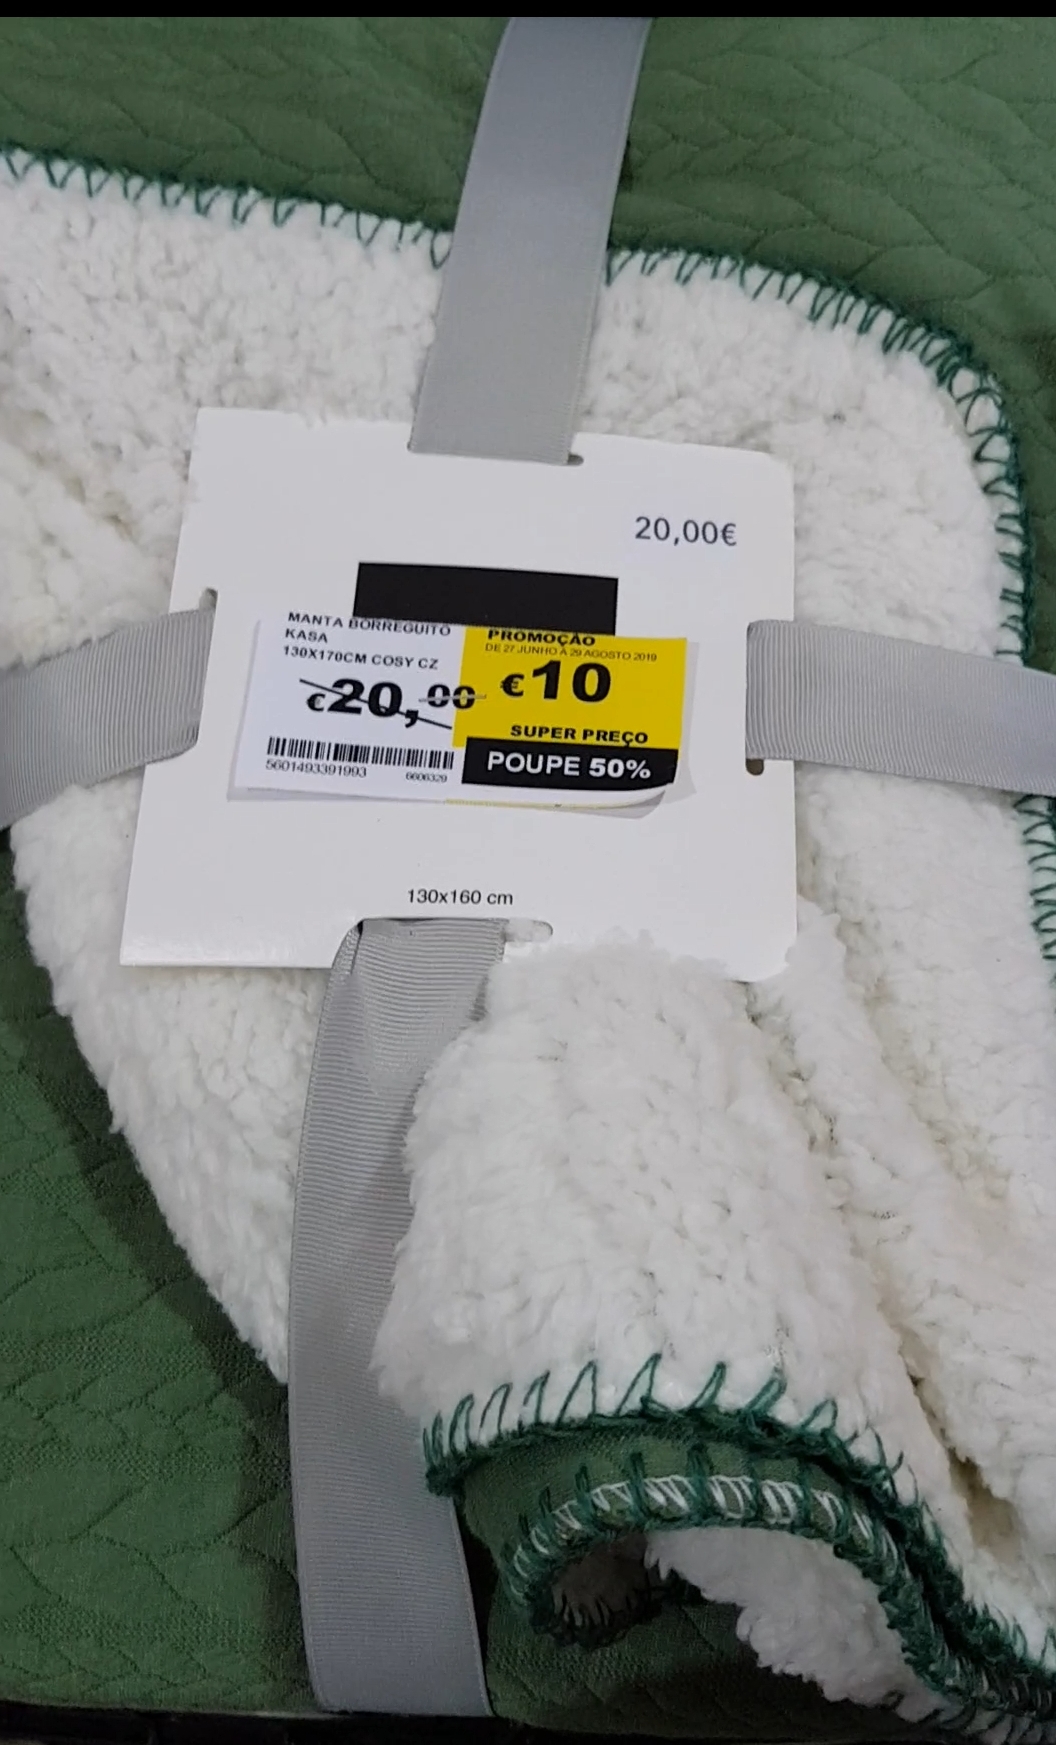 20,00€
MANTA BORREGUITO
KASA
130X170CM COSY CZ
€20,00
5601493391993 6606329
PROMOÇÃO
DE 27 JUNHO A 29 AGOSTO 2019
€10
SUPER PREÇO
POUPE 50%
130x160 cm